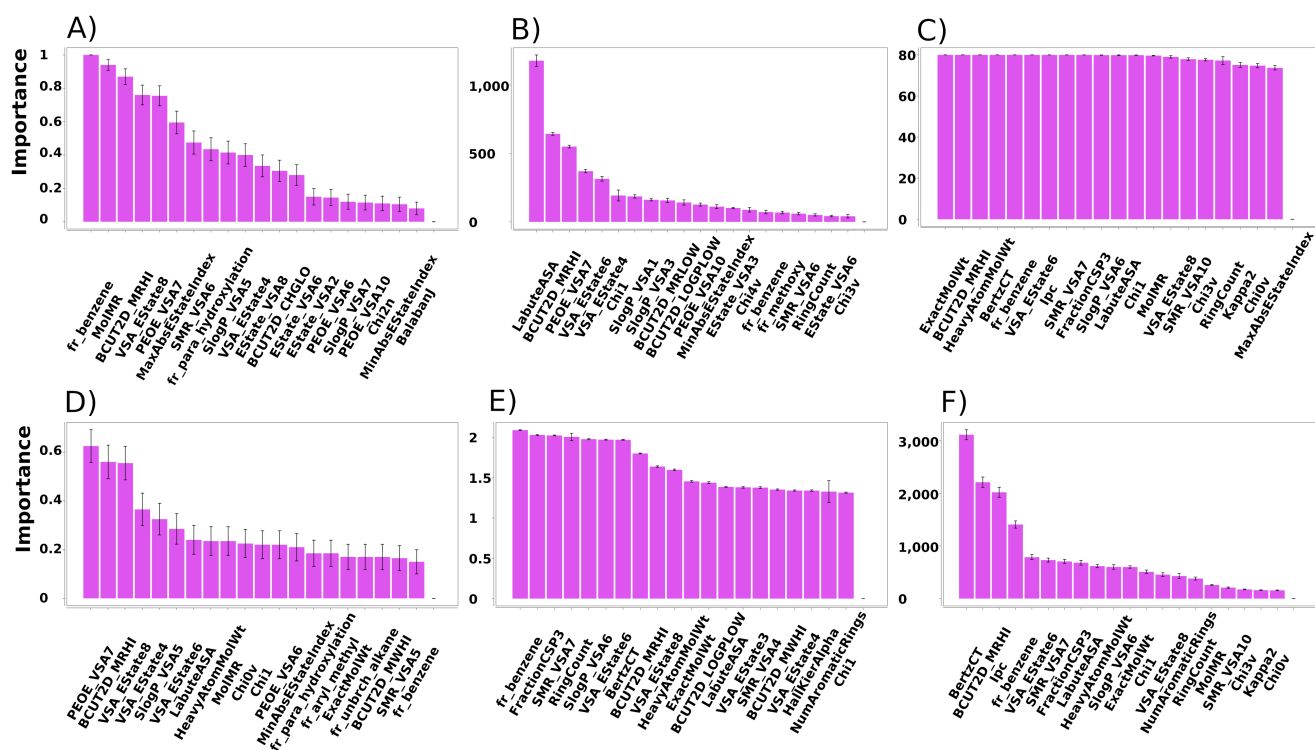 A)
Importance
1
0.8
0.6
0.4
0.2
0
fr_benzene
MolMR
BCUT2D_MRHI
VSA_EState8
PEOE_VSA7
MaxAbsEStateIndex
SMR_VSA6
fr_para_hydroxylation
SlogP_VSA5
VSA_EState4
EState_VSA8
BCUT2D_CHGLO
EState_VSA6
EState_VSA2
PEOE_VSA6
SlogP_VSA7
PEOE_VSA10
Chi2n
MinAbsEStateIndex
BalabanJ
B)
1,000
500
0
LabuteASA
BCUT2D_MRHI
PEOE_VSA7
VSA_EState6
VSA_EState4
Chi1
SlogP_VSA1
SlogP_VSA3
BCUT2D_MRLOW
BCUT2D_LOGPLOW
PEOE_VSA10
MinAbsEStateIndex
EState_VSA3
Chi4v
fr_benzene
fr_methoxy
SMR_VSA6
RingCount
EState_VSA6
Chi3v
C)
80
60
40
20
0
ExactMolWt
BCUT2D_MRHI
HeavyAtomMolWt
BertzCT
fr_benzene
VSA_EState6
Ipc
SMR_VSA7
FractionCSP3
SlogP_VSA6
LabuteASA
Chi1
MolMR
VSA_EState8
SMR_VSA10
Chi3v
RingCount
Kappa2
Chi0v
MaxAbsEStateIndex
D)
Importance
0.6
0.4
0.2
0
PEOE_VSA7
BCUT2D_MRHI
VSA_EState8
VSA_EState4
SlogP_VSA5
VSA_EState6
LabuteASA
HeavyAtomMolWt
MolMR
Chi0v
Chi1
PEOE_VSA6
MinAbsEStateIndex
fr_para_hydroxylation
fr_aryl_methyl
ExactMolWt
fr_unbrch_alkane
BCUT2D_MWHI
SMR_VSA5
fr_benzene
E)
2
1.5
1
0.5
0
fr_benzene
FractionCSP3
SMR_VSA7
RingCount
SlogP_VSA6
VSA_EState6
BertzCT
BCUT2D_MRHI
VSA_EState8
HeavyAtomMolWt
ExactMolWt
BCUT2D_LOGPLOW
LabuteASA
VSA_EState3
SMR_VSA4
BCUT2D_MWHI
VSA_EState4
HallKierAlpha
NumAromaticRings
Chi1
F)
3,000
2,000
1,000
0
BertzCT
BCUT2D_MRHI
Ipc
fr_benzene
VSA_EState6
SMR_VSA7
FractionCSP3
LabuteASA
HeavyAtomMolWt
SlogP_VSA6
ExactMolWt
Chi1
VSA_EState8
NumAromaticRings
RingCount
MolMR
SMR_VSA10
Chi3v
Kappa2
Chi0v